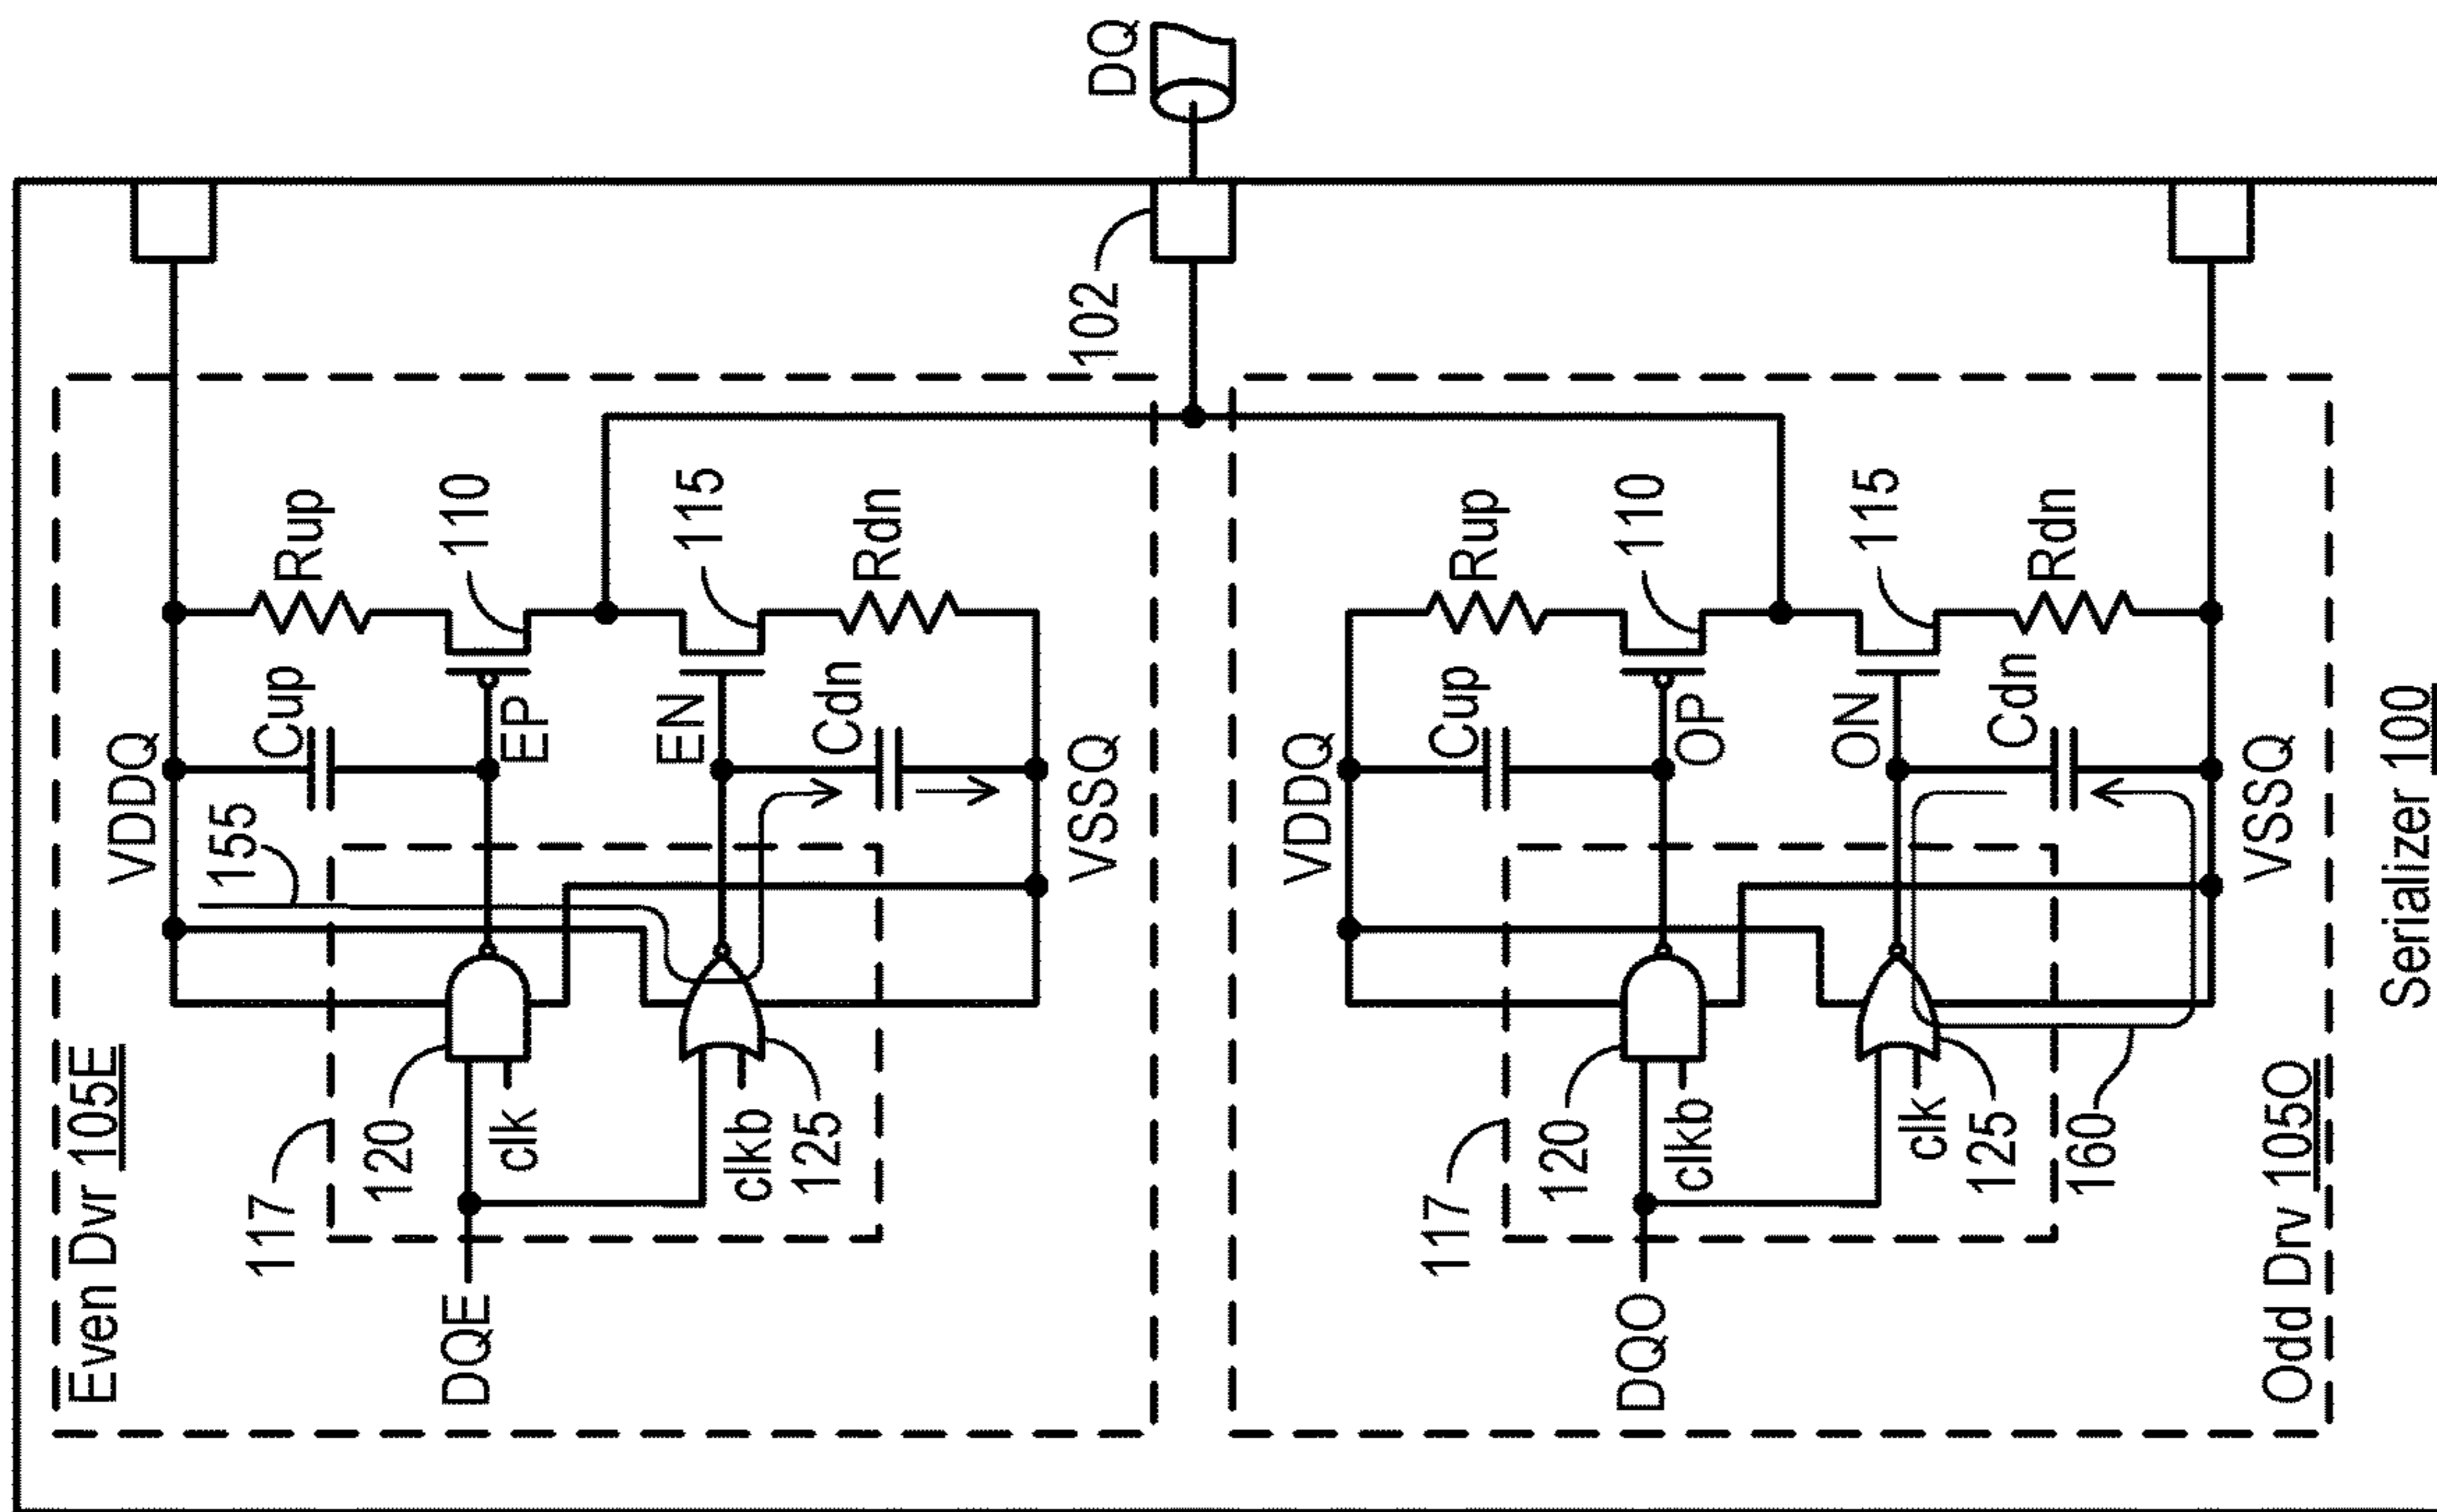 Even Dvr 105E
VDDQ
155
Cup
Rup
117
120
EP
110
DQE
clk
EN
115
clkb
125
Cdn
Rdn
VSSQ
102
DQ
VDDQ
Cup
Rup
117
120
OP
110
DQO
clkb
ON
115
clk
125
Cdn
Rdn
160
VSSQ
Odd Drv 105O
Serializer 100